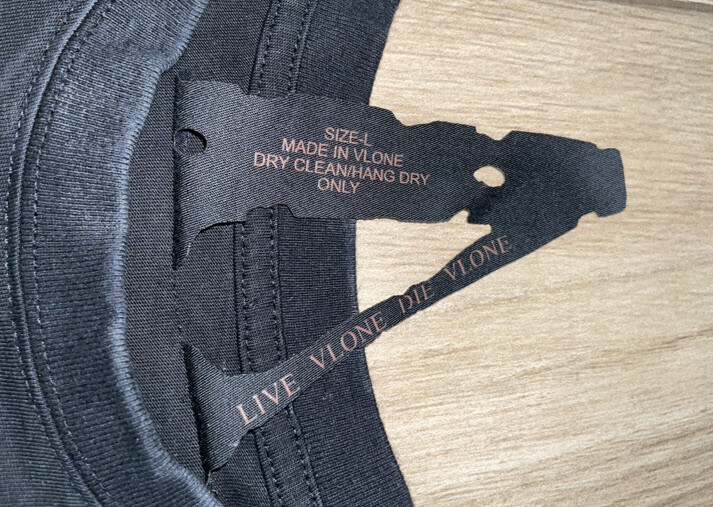 SIZE-L
MADE IN VLONE
DRY CLEAN/HANG DRY
ONLY
LIVE VLONE DIE VLONE